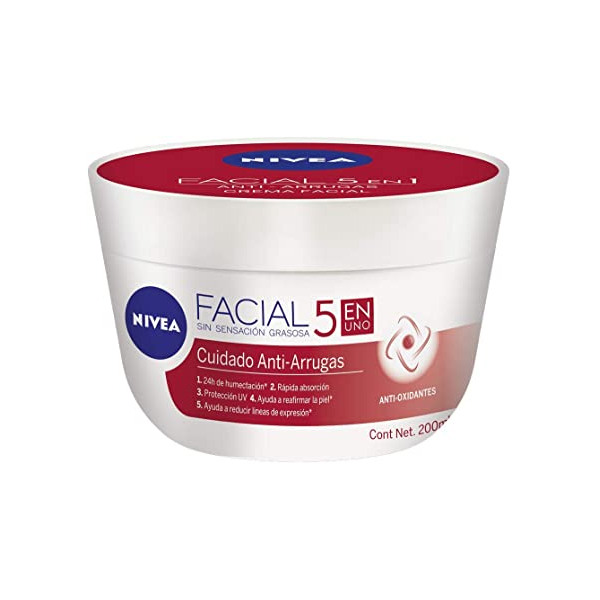 NIVEA
FACIAL 5 EN 1
ANTI-ARRUGAS
CREMA FACIAL
NIVEA
FACIAL 5 EN UNO
SIN SENSACIÓN GRASOSA
Cuidado Anti-Arrugas
1. 24h de humectación* 2. Rápida absorción
3. Protección UV 4. Ayuda a reafirmar la piel*
5. Ayuda a reducir lineas de expresión*
ANTI-OXIDANTES
Cont Net. 200ml